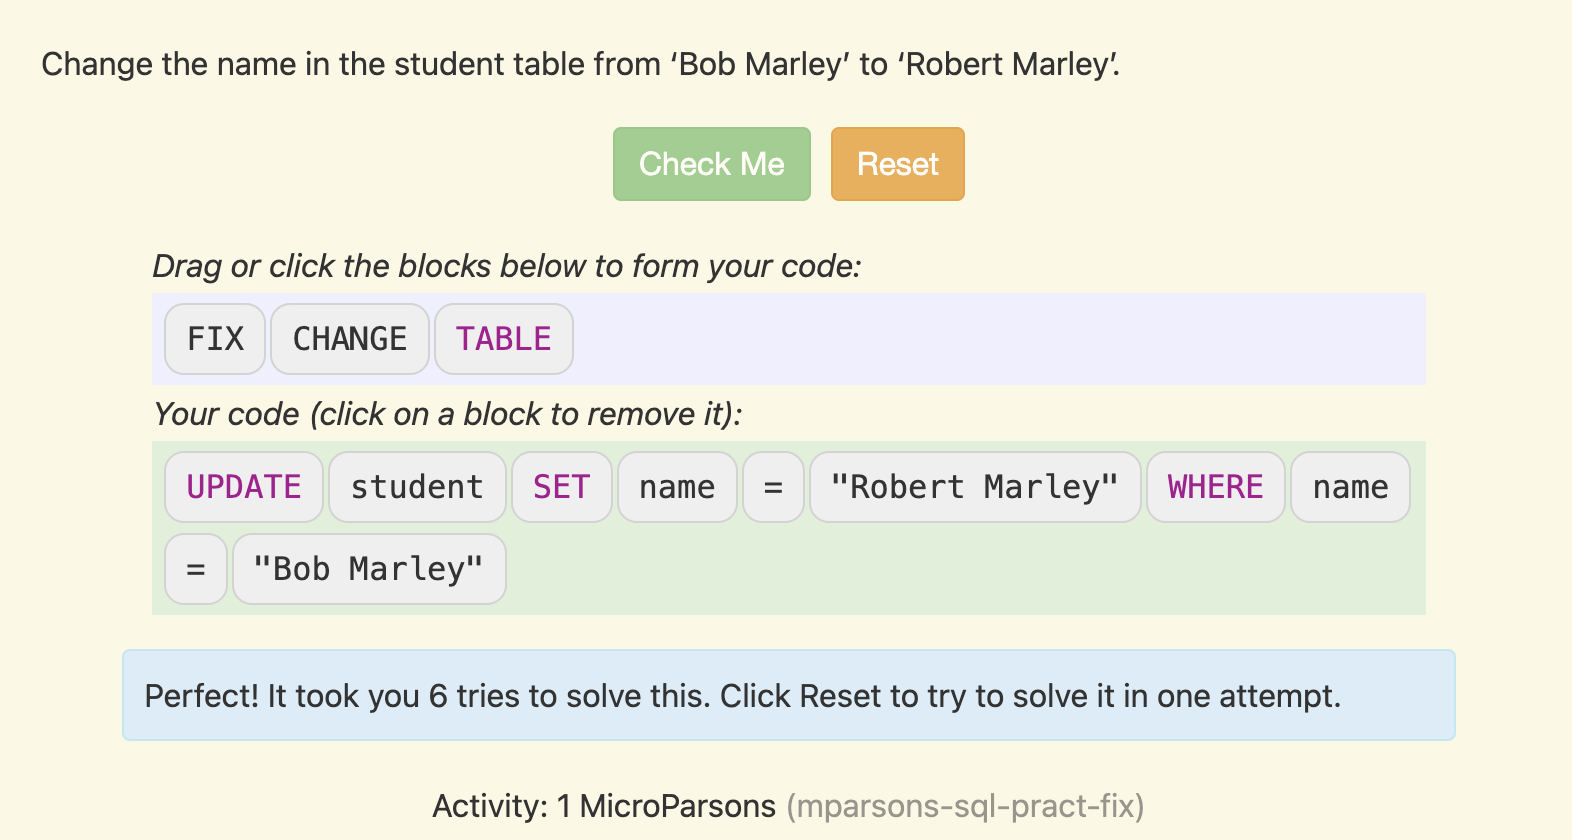 Change the name in the student table from ‘Bob Marley’ to ‘Robert Marley’.
Check Me Reset
Drag or click the blocks below to form your code:
FIX CHANGE TABLE
Your code (click on a block to remove it):
UPDATE student SET name = "Robert Marley" WHERE name
= "Bob Marley"
Perfect! It took you 6 tries to solve this. Click Reset to try to solve it in one attempt.
Activity: 1 MicroParsons (mparsons-sql-pract-fix)